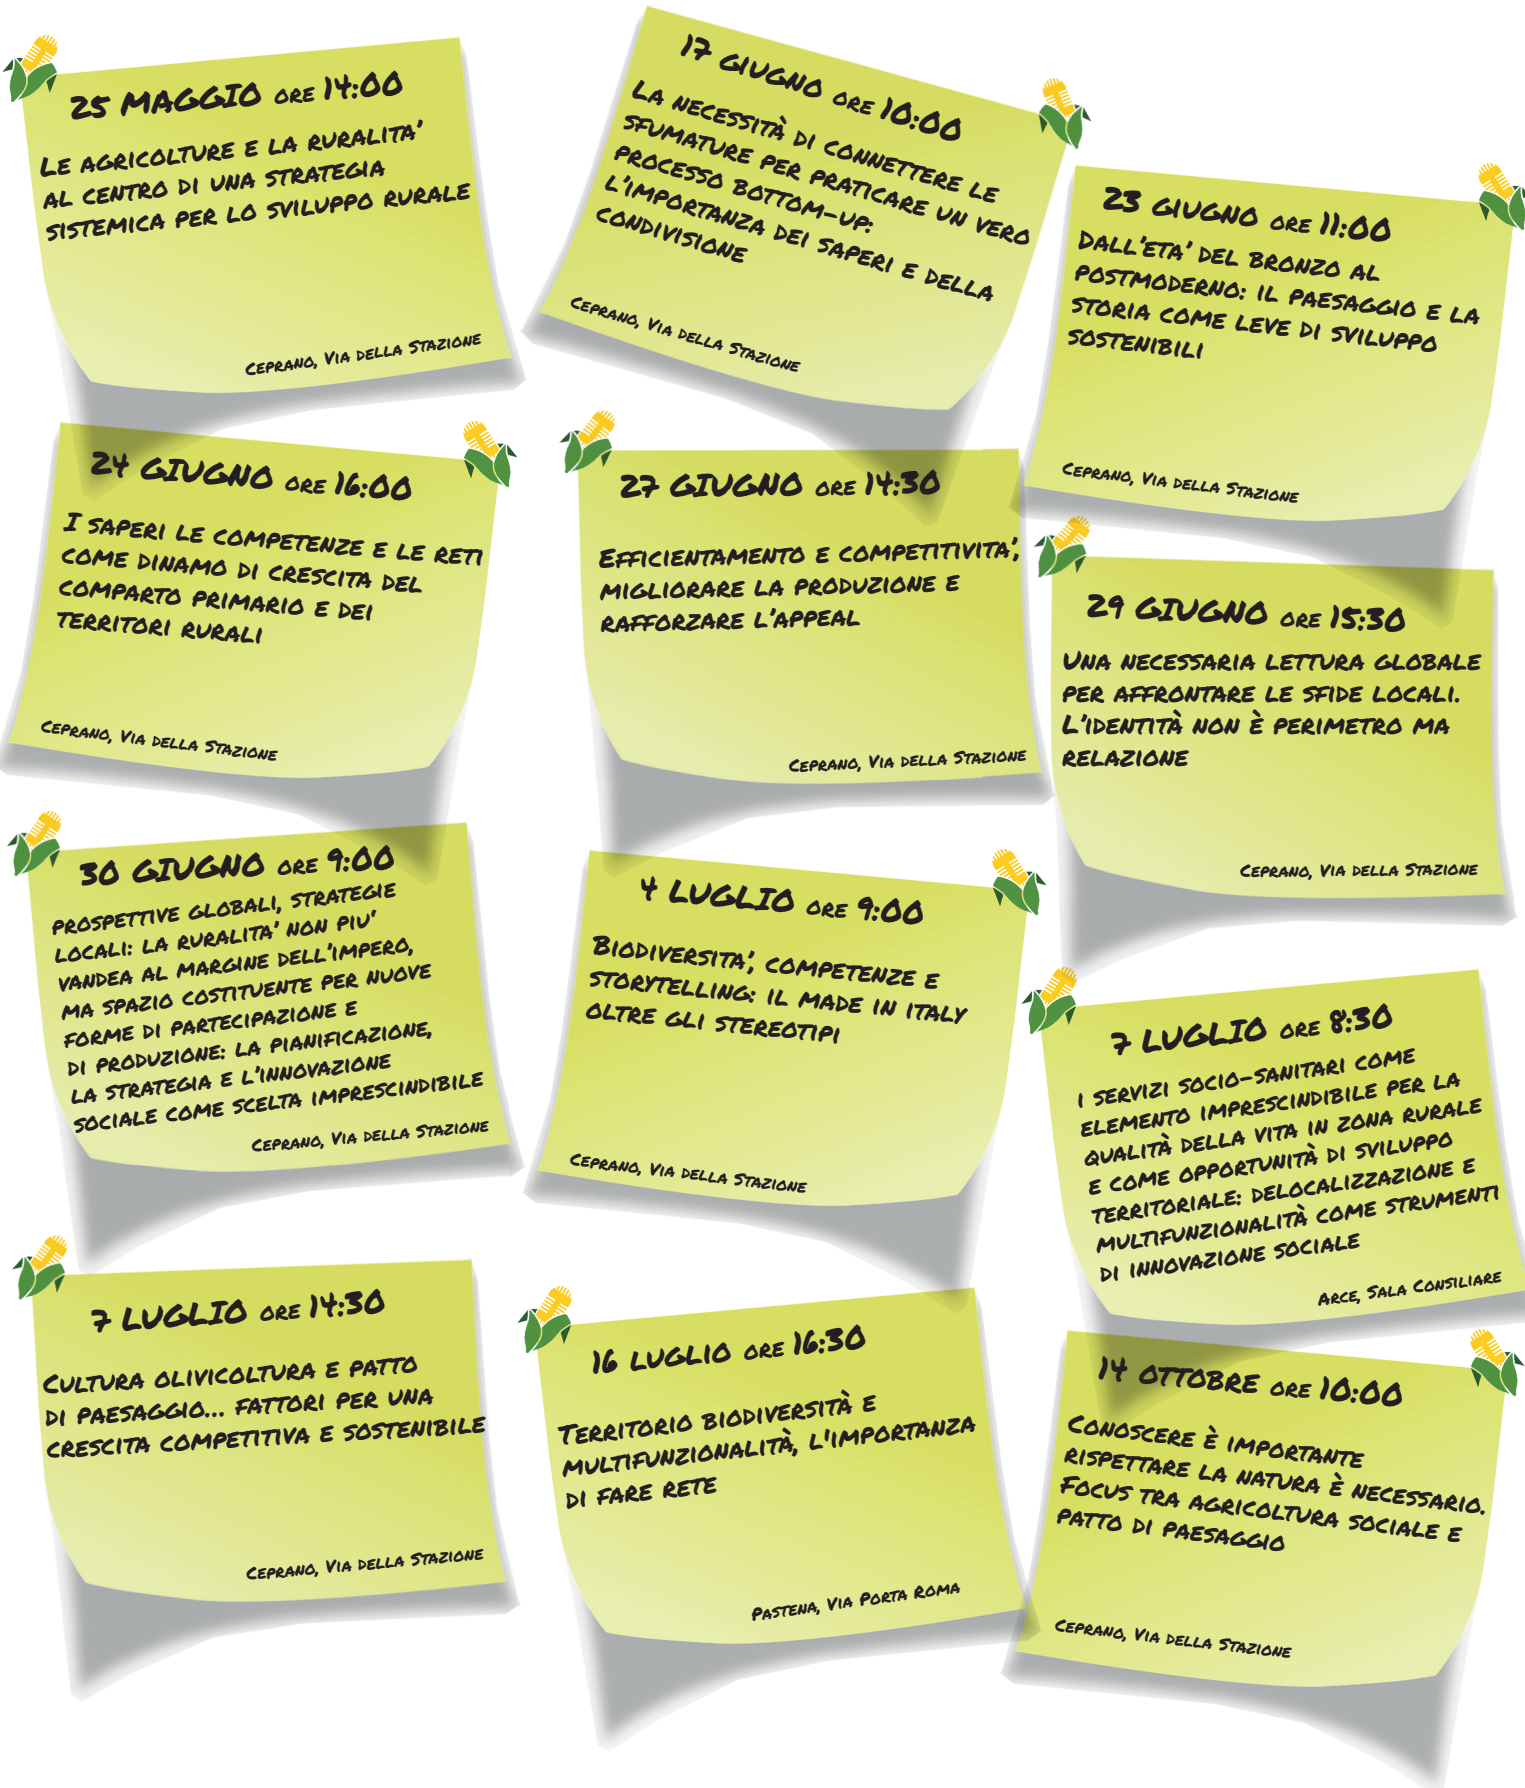 25 MAGGIO ORE 14:00
LE AGRICOLTURE E LA RURALITA'
AL CENTRO DI UNA STRATEGIA
SISTEMICA PER LO SVILUPPO RURALE
CEPRANO, VIA DELLA STAZIONE
17 GIUGNO ORE 10:00
LA NECESSITÀ DI CONNETTERE LE
SFUMATURE PER PRATICARE UN VERO
PROCESSO BOTTOM-UP:
L'IMPORTANZA DEI SAPERI E DELLA
CONDIVISIONE
CEPRANO, VIA DELLA STAZIONE
23 GIUGNO ORE 11:00
DALL'ETA' DEL BRONZO AL
POSTMODERNO: IL PAESAGGIO E LA
STORIA COME LEVE DI SVILUPPO
SOSTENIBILI
CEPRANO, VIA DELLA STAZIONE
24 GIUGNO ORE 16:00
I SAPERI LE COMPETENZE E LE RETI
COME DINAMO DI CRESCITA DEL
COMPARTO PRIMARIO E DEI
TERRITORI RURALI
CEPRANO, VIA DELLA STAZIONE
27 GIUGNO ORE 14:30
EFFICIENTAMENTO E COMPETITIVITA',
MIGLIORARE LA PRODUZIONE E
RAFFORZARE L'APPEAL
CEPRANO, VIA DELLA STAZIONE
29 GIUGNO ORE 15:30
UNA NECESSARIA LETTURA GLOBALE
PER AFFRONTARE LE SFIDE LOCALI.
L'IDENTITÀ NON È PERIMETRO MA
RELAZIONE
CEPRANO, VIA DELLA STAZIONE
30 GIUGNO ORE 9:00
PROSPETTIVE GLOBALI, STRATEGIE
LOCALI: LA RURALITA' NON PIU'
VANDEA AL MARGINE DELL'IMPERO,
MA SPAZIO COSTITUENTE PER NUOVE
FORME DI PARTECIPAZIONE E
DI PRODUZIONE: LA PIANIFICAZIONE,
LA STRATEGIA E L'INNOVAZIONE
SOCIALE COME SCELTA IMPRESCINDIBILE
CEPRANO, VIA DELLA STAZIONE
4 LUGLIO ORE 9:00
BIODIVERSITA', COMPETENZE E
STORYTELLING: IL MADE IN ITALY
OLTRE GLI STEREOTIPI
CEPRANO, VIA DELLA STAZIONE
7 LUGLIO ORE 8:30
I SERVIZI SOCIO-SANITARI COME
ELEMENTO IMPRESCINDIBILE PER LA
QUALITÀ DELLA VITA IN ZONA RURALE
E COME OPPORTUNITÀ DI SVILUPPO
TERRITORIALE: DELOCALIZZAZIONE E
MULTIFUNZIONALITÀ COME STRUMENTI
DI INNOVAZIONE SOCIALE
ARCE, SALA CONSILIARE
7 LUGLIO ORE 14:30
CULTURA OLIVICOLTURA E PATTO
DI PAESAGGIO... FATTORI PER UNA
CRESCITA COMPETITIVA E SOSTENIBILE
CEPRANO, VIA DELLA STAZIONE
16 LUGLIO ORE 16:30
TERRITORIO BIODIVERSITÀ E
MULTIFUNZIONALITÀ, L'IMPORTANZA
DI FARE RETE
PASTENA, VIA PORTA ROMA
14 OTTOBRE ORE 10:00
CONOSCERE È IMPORTANTE
RISPETTARE LA NATURA È NECESSARIO.
FOCUS TRA AGRICOLTURA SOCIALE E
PATTO DI PAESAGGIO
CEPRANO, VIA DELLA STAZIONE